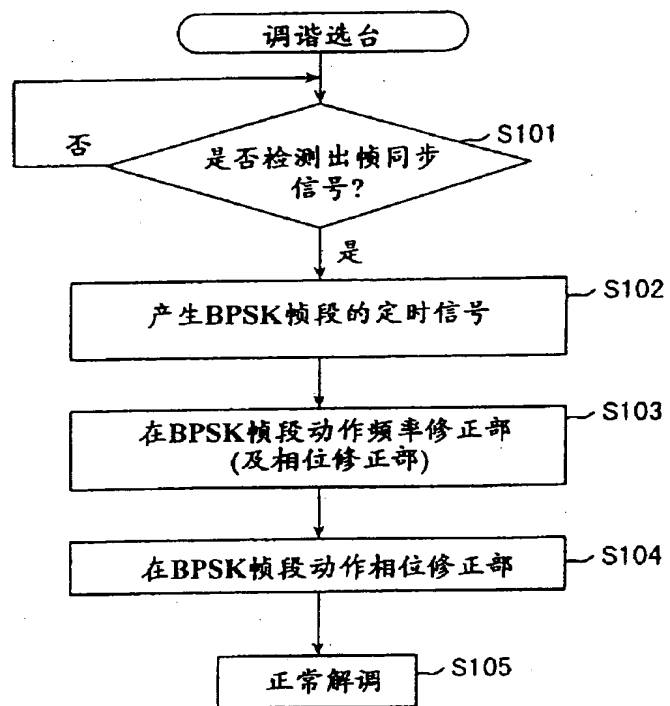 调谐选台
S101
否
是否检测出帧同步
信号?
是
S102
产生BPSK帧段的定时信号
S103
在BPSK帧段动作频率修正部
(及相位修正部)
S104
在BPSK帧段动作相位修正部
S105
正常解调